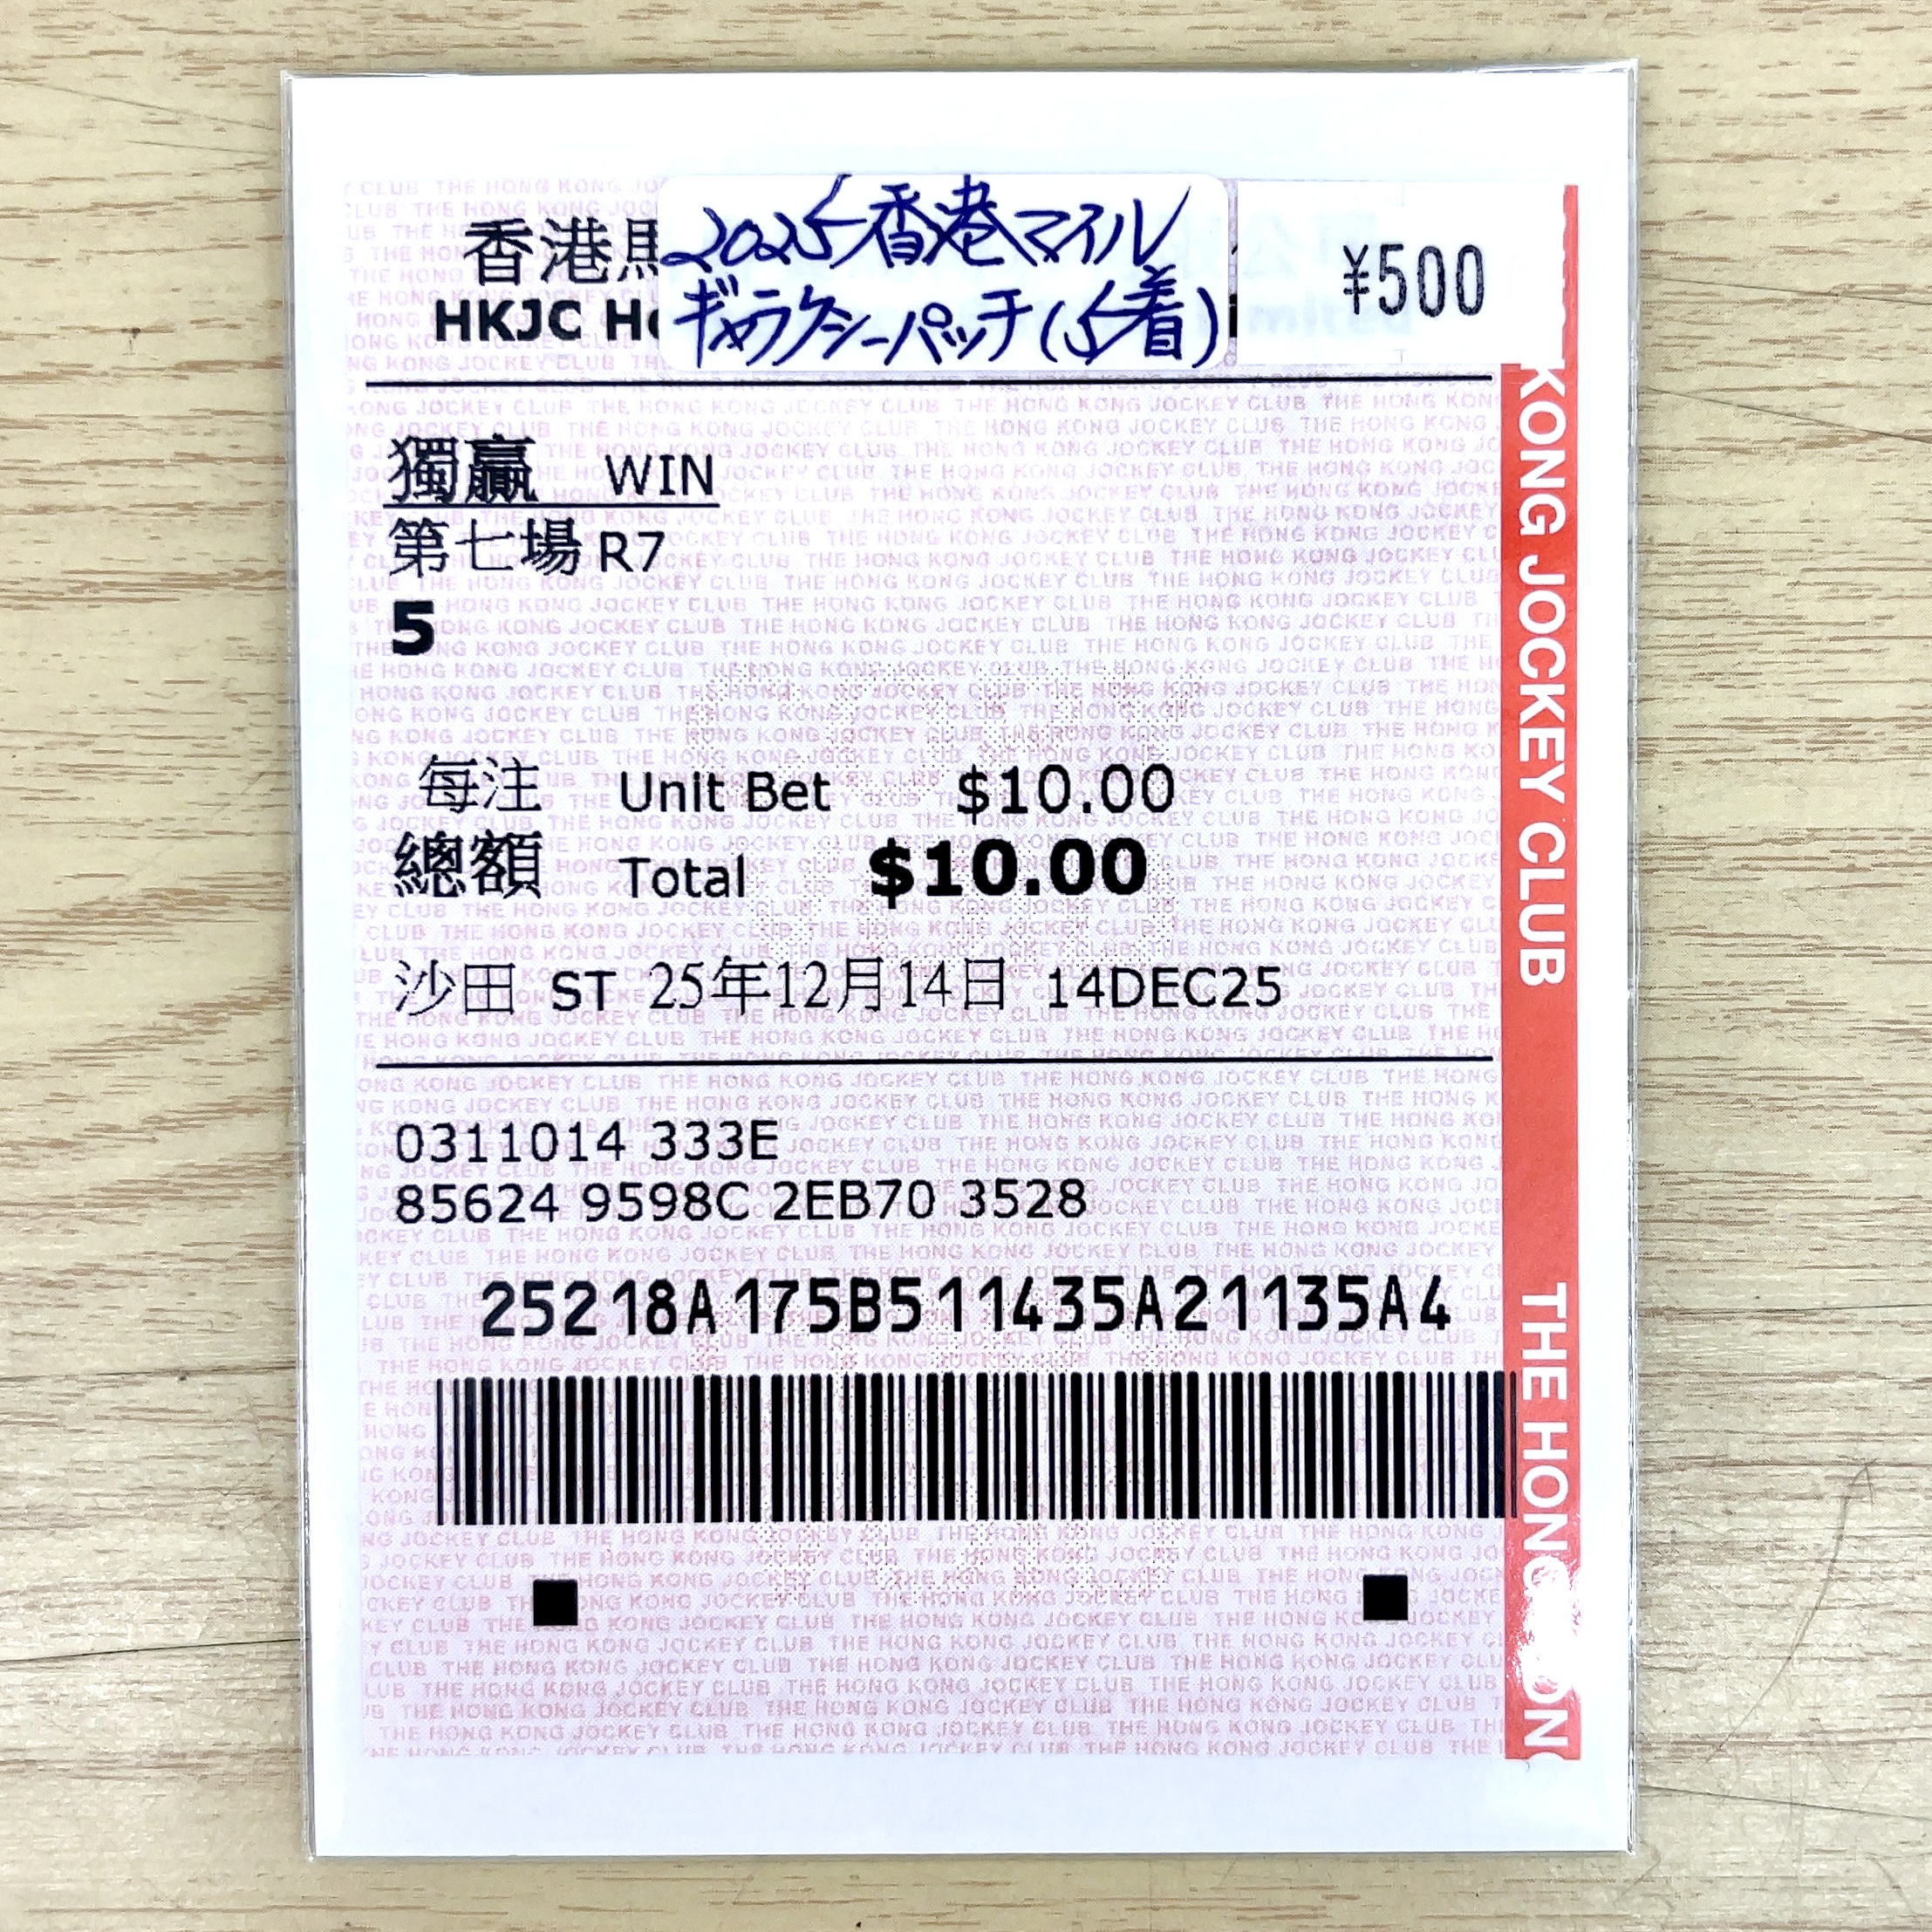 香港馬
HKJC Ho
2025香港マイル
ギャラクシーパッチ(5着)
¥500
獨贏 WIN
第七場 R7
5
每注 Unit Bet $10.00
總額 Total $10.00
沙田 ST 25年12月14日 14DEC25
0311014 333E
85624 9598C 2EB70 3528
25218A175B511435A21135A4
KONG JOCKEY CLUB
THE HONG KONG